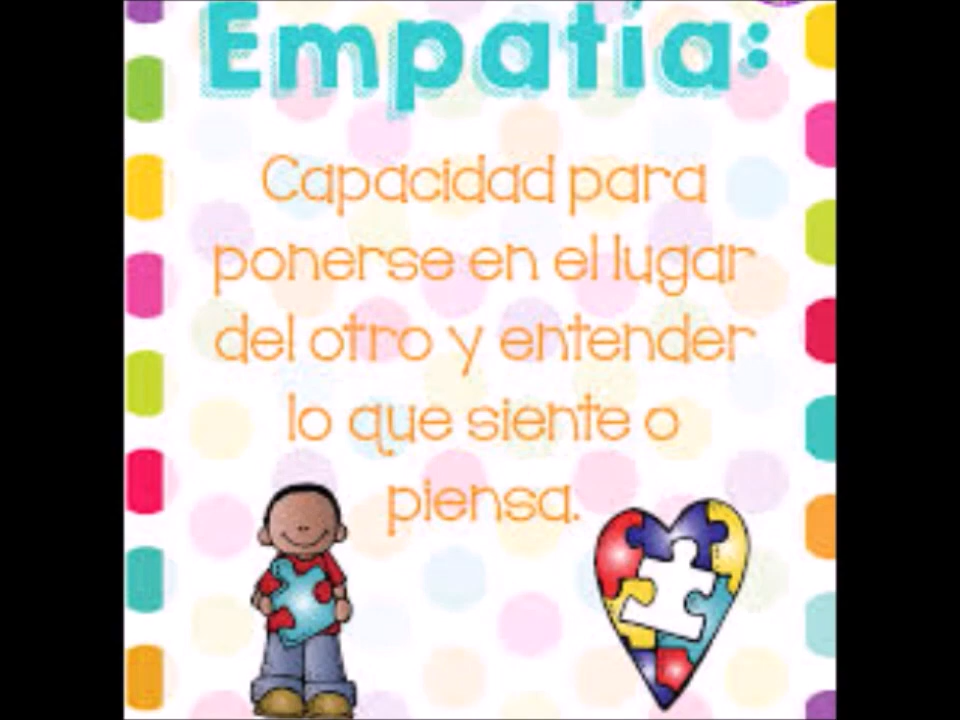 Empatía:
Capacidad para
ponerse en el lugar
del otro y entender
lo que siente o
piensa.